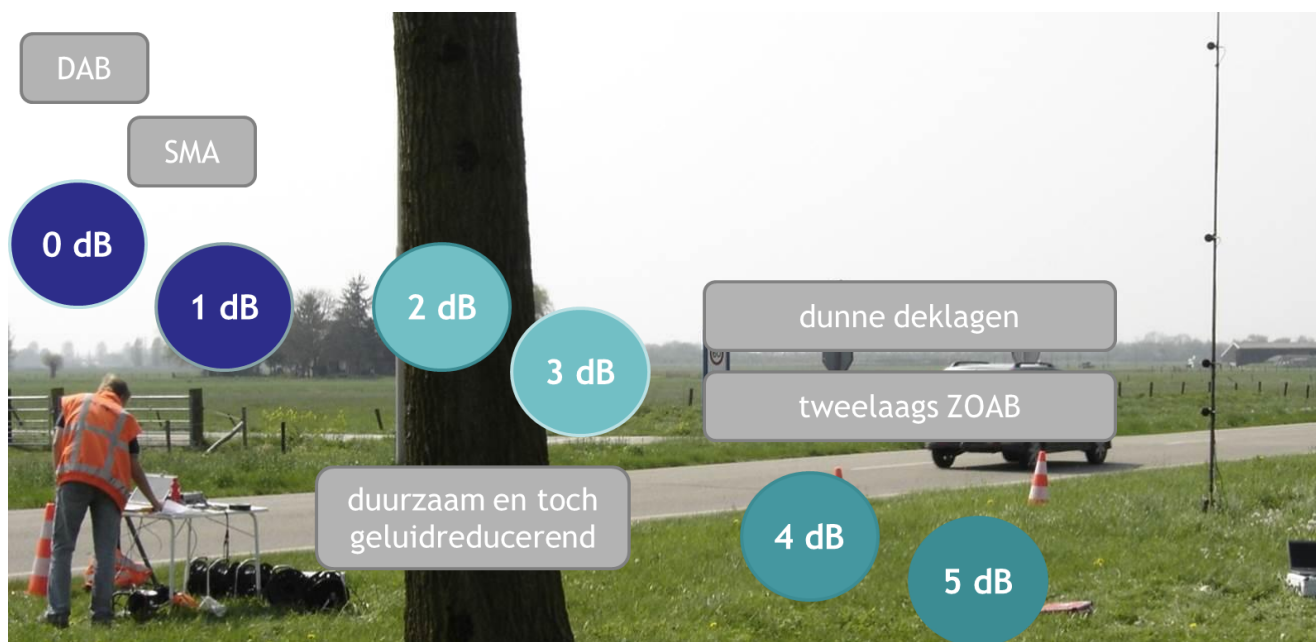 DAB
SMA
0 dB
1 dB
2 dB
3 dB
dunne deklagen
tweelaags ZOAB
duurzaam en toch
geluidreducerend
4 dB
5 dB
60